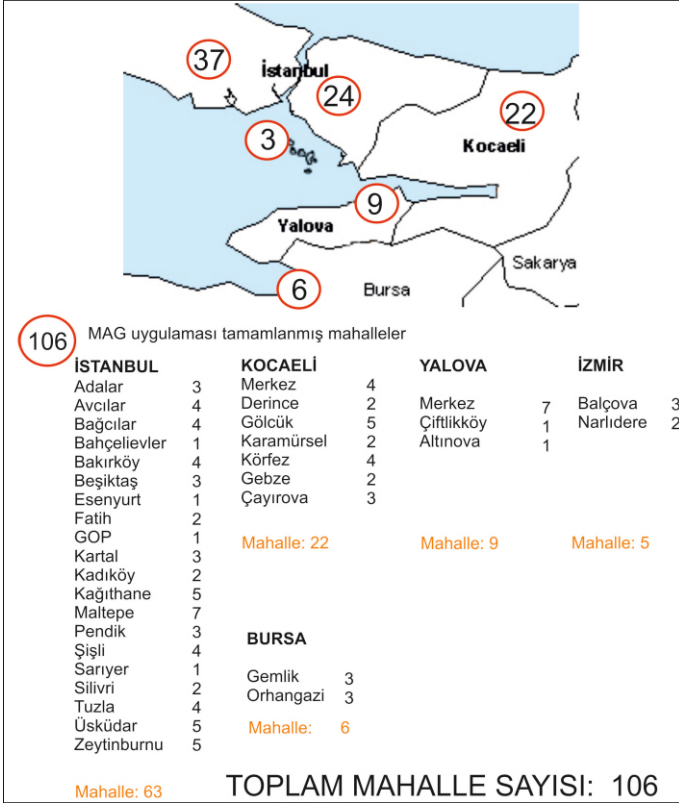 37
İstanbul
24
22
3
Kocaeli
9
Yalova
Sakarya
6
Bursa
106 MAG uygulaması tamamlanmış mahalleler
İSTANBUL
Adalar 3
Avcılar 4
Bağcılar 4
Bahçelievler 1
Bakırköy 4
Beşiktaş 3
Esenyurt 1
Fatih 2
GOP 1
Kartal 3
Kadıköy 2
Kağıthane 5
Maltepe 7
Pendik 3
Şişli 4
Sarıyer 1
Silivri 2
Tuzla 4
Üsküdar 5
Zeytinburnu 5
Mahalle: 63
KOCAELİ
Merkez 4
Derince 2
Gölcük 5
Karamürsel 2
Körfez 4
Gebze 2
Çayırova 3
Mahalle: 22
BURSA
Gemlik 3
Orhangazi 3
Mahalle: 6
YALOVA
Merkez 7
Çiftlikköy 1
Altınova 1
Mahalle: 9
İZMİR
Balçova 3
Narlıdere 2
Mahalle: 5
TOPLAM MAHALLE SAYISI: 106